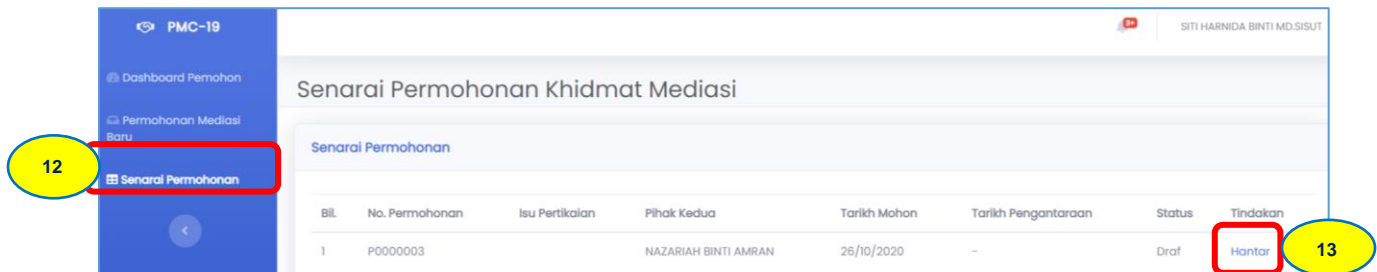 PMC-19
3+
SITI HARNIDA BINTI MD.SISUT
Dashboard Pemohon
Senarai Permohonan Khidmat Mediasi
Permohonan Mediasi
Baru
Senarai Permohonan
12
Senarai Permohonan
Bil. No. Permohonan Isu Pertikaian Pihak Kedua Tarikh Mohon Tarikh Pengantaraan Status Tindakan
1 P0000003 NAZARIAH BINTI AMRAN 26/10/2020 - Draf Hantar
13